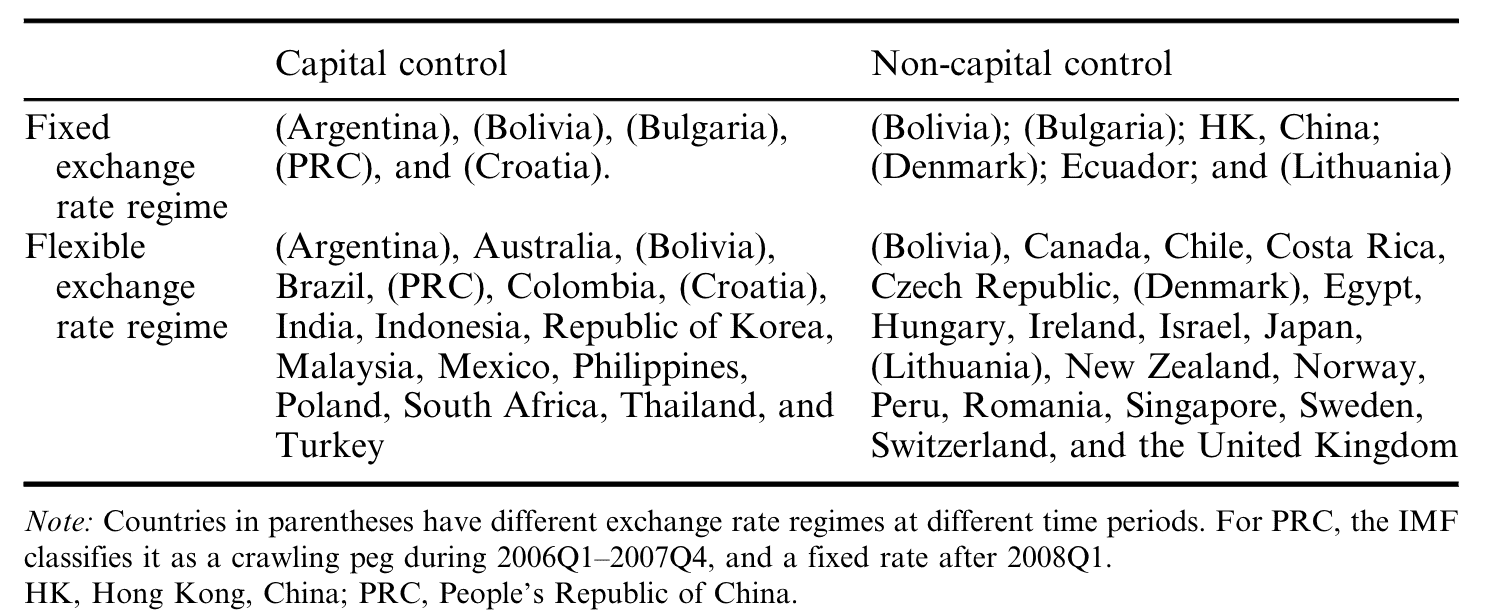 Capital control Non-capital control
Fixed exchange rate regime
(Argentina), (Bolivia), (Bulgaria),
(PRC), and (Croatia).
(Bolivia); (Bulgaria); HK, China;
(Denmark); Ecuador; and (Lithuania)
Flexible exchange rate regime
(Argentina), Australia, (Bolivia),
Brazil, (PRC), Colombia, (Croatia),
India, Indonesia, Republic of Korea,
Malaysia, Mexico, Philippines,
Poland, South Africa, Thailand, and
Turkey
(Bolivia), Canada, Chile, Costa Rica,
Czech Republic, (Denmark), Egypt,
Hungary, Ireland, Israel, Japan,
(Lithuania), New Zealand, Norway,
Peru, Romania, Singapore, Sweden,
Switzerland, and the United Kingdom
Note: Countries in parentheses have different exchange rate regimes at different time periods. For PRC, the IMF
classifies it as a crawling peg during 2006Q1–2007Q4, and a fixed rate after 2008Q1.
HK, Hong Kong, China; PRC, People's Republic of China.